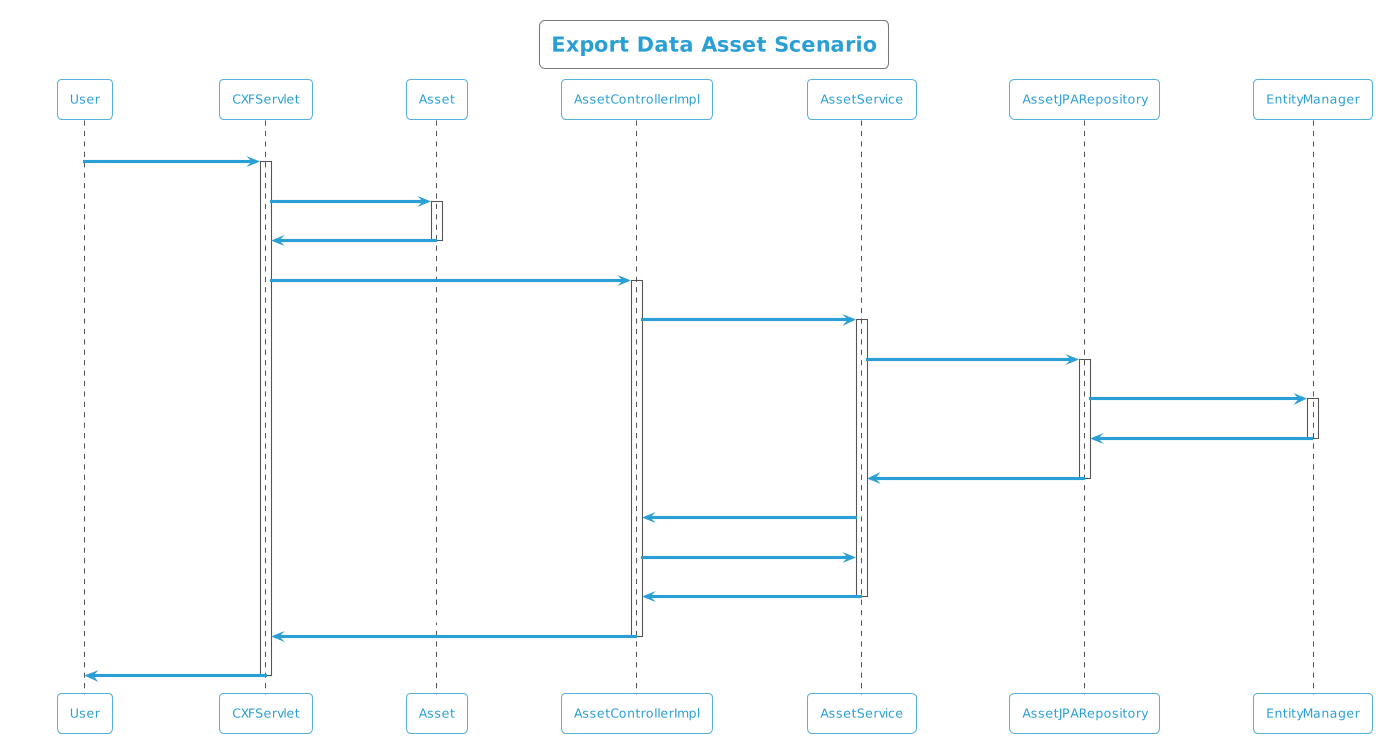 Export Data Asset Scenario
User
CXFServlet
Asset
AssetControllerImpl
AssetService
AssetJPARepository
EntityManager
User
CXFServlet
Asset
AssetControllerImpl
AssetService
AssetJPARepository
EntityManager